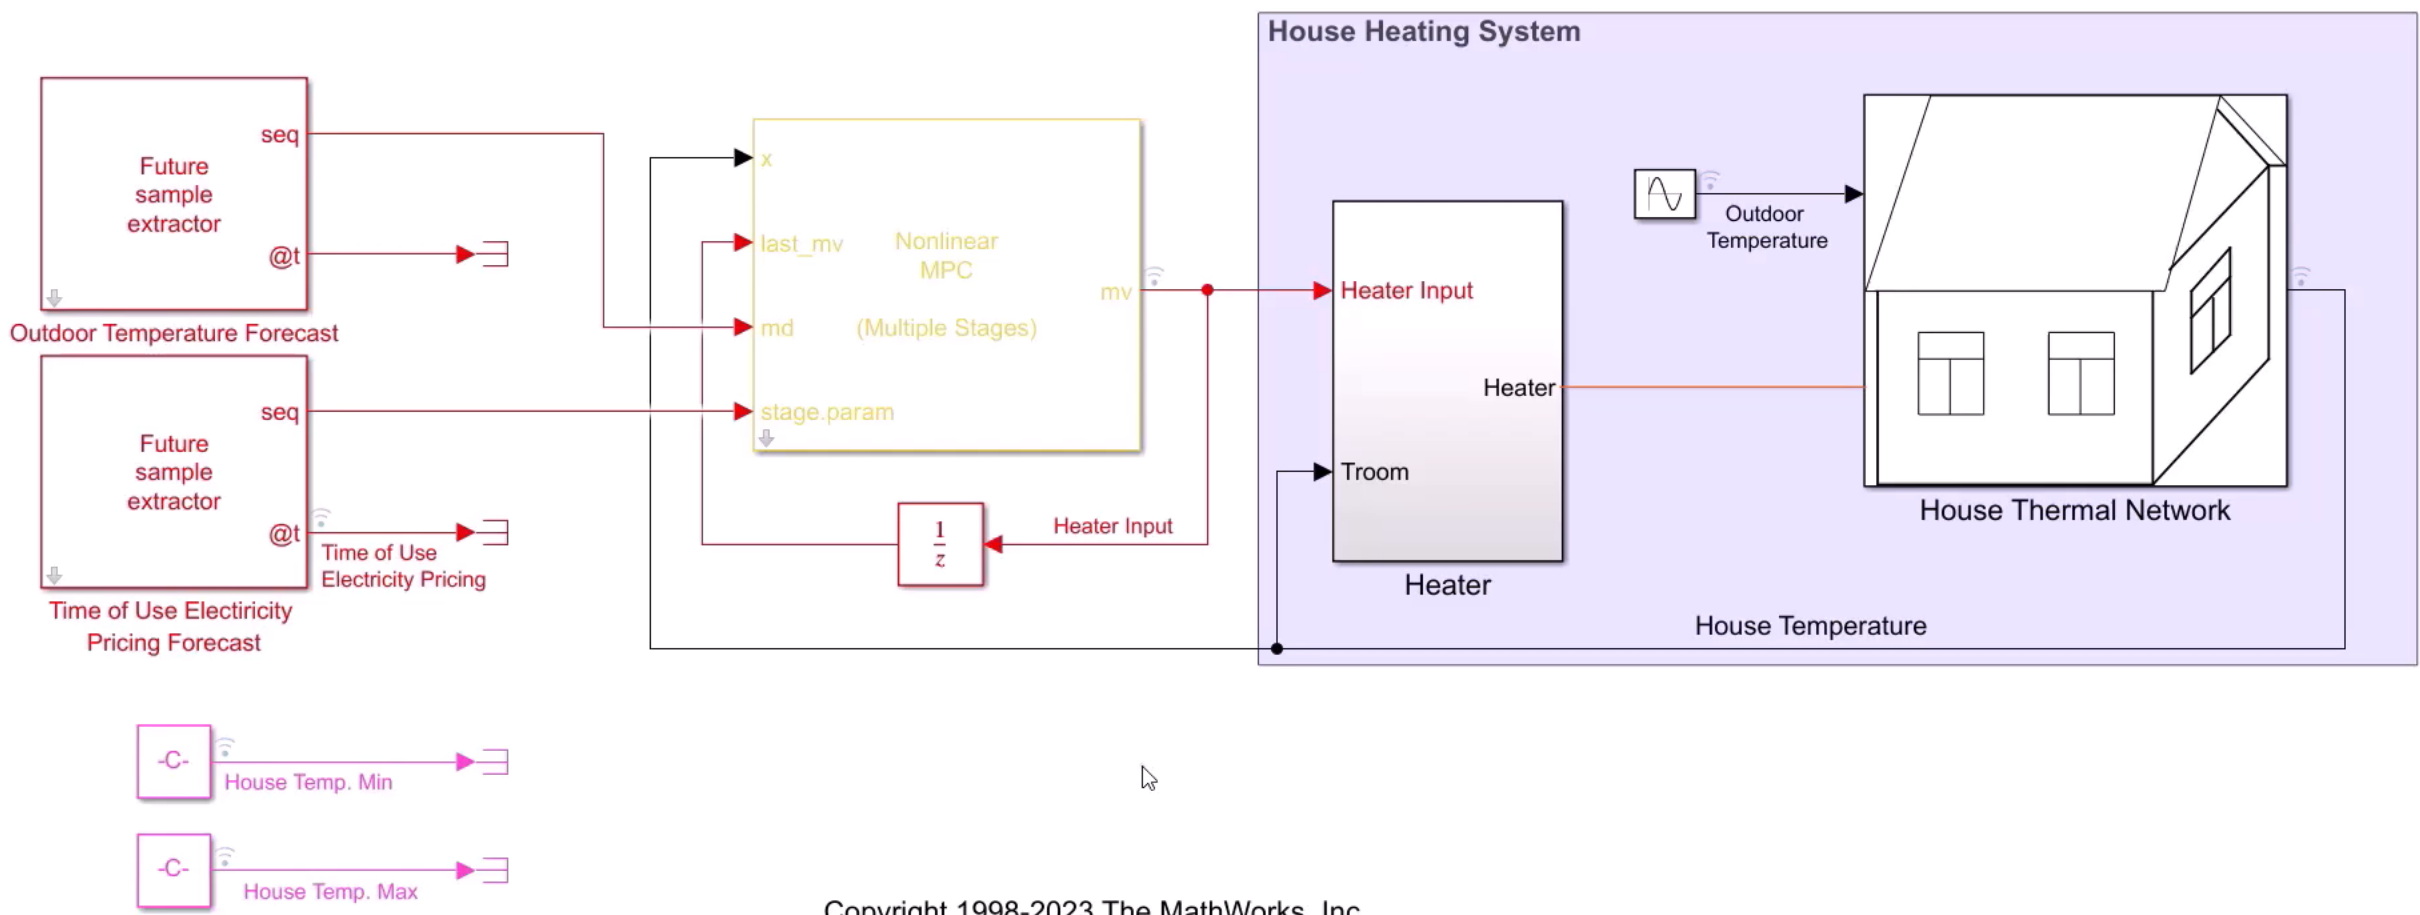 House Heating System
seq
Future
sample
extractor
@t
Outdoor Temperature Forecast
seq
Future
sample
extractor
@t
Time of Use
Electricity Pricing
Time of Use Electiricity
Pricing Forecast
x
last_mv
md
stage.param
Nonlinear
MPC
(Multiple Stages)
mv
1
z
Heater Input
Heater Input
Heater
Troom
Heater
Outdoor
Temperature
House Thermal Network
House Temperature
-C-
House Temp. Min
-C-
House Temp. Max
Copyright 1998-2023 The MathWorks, Inc.